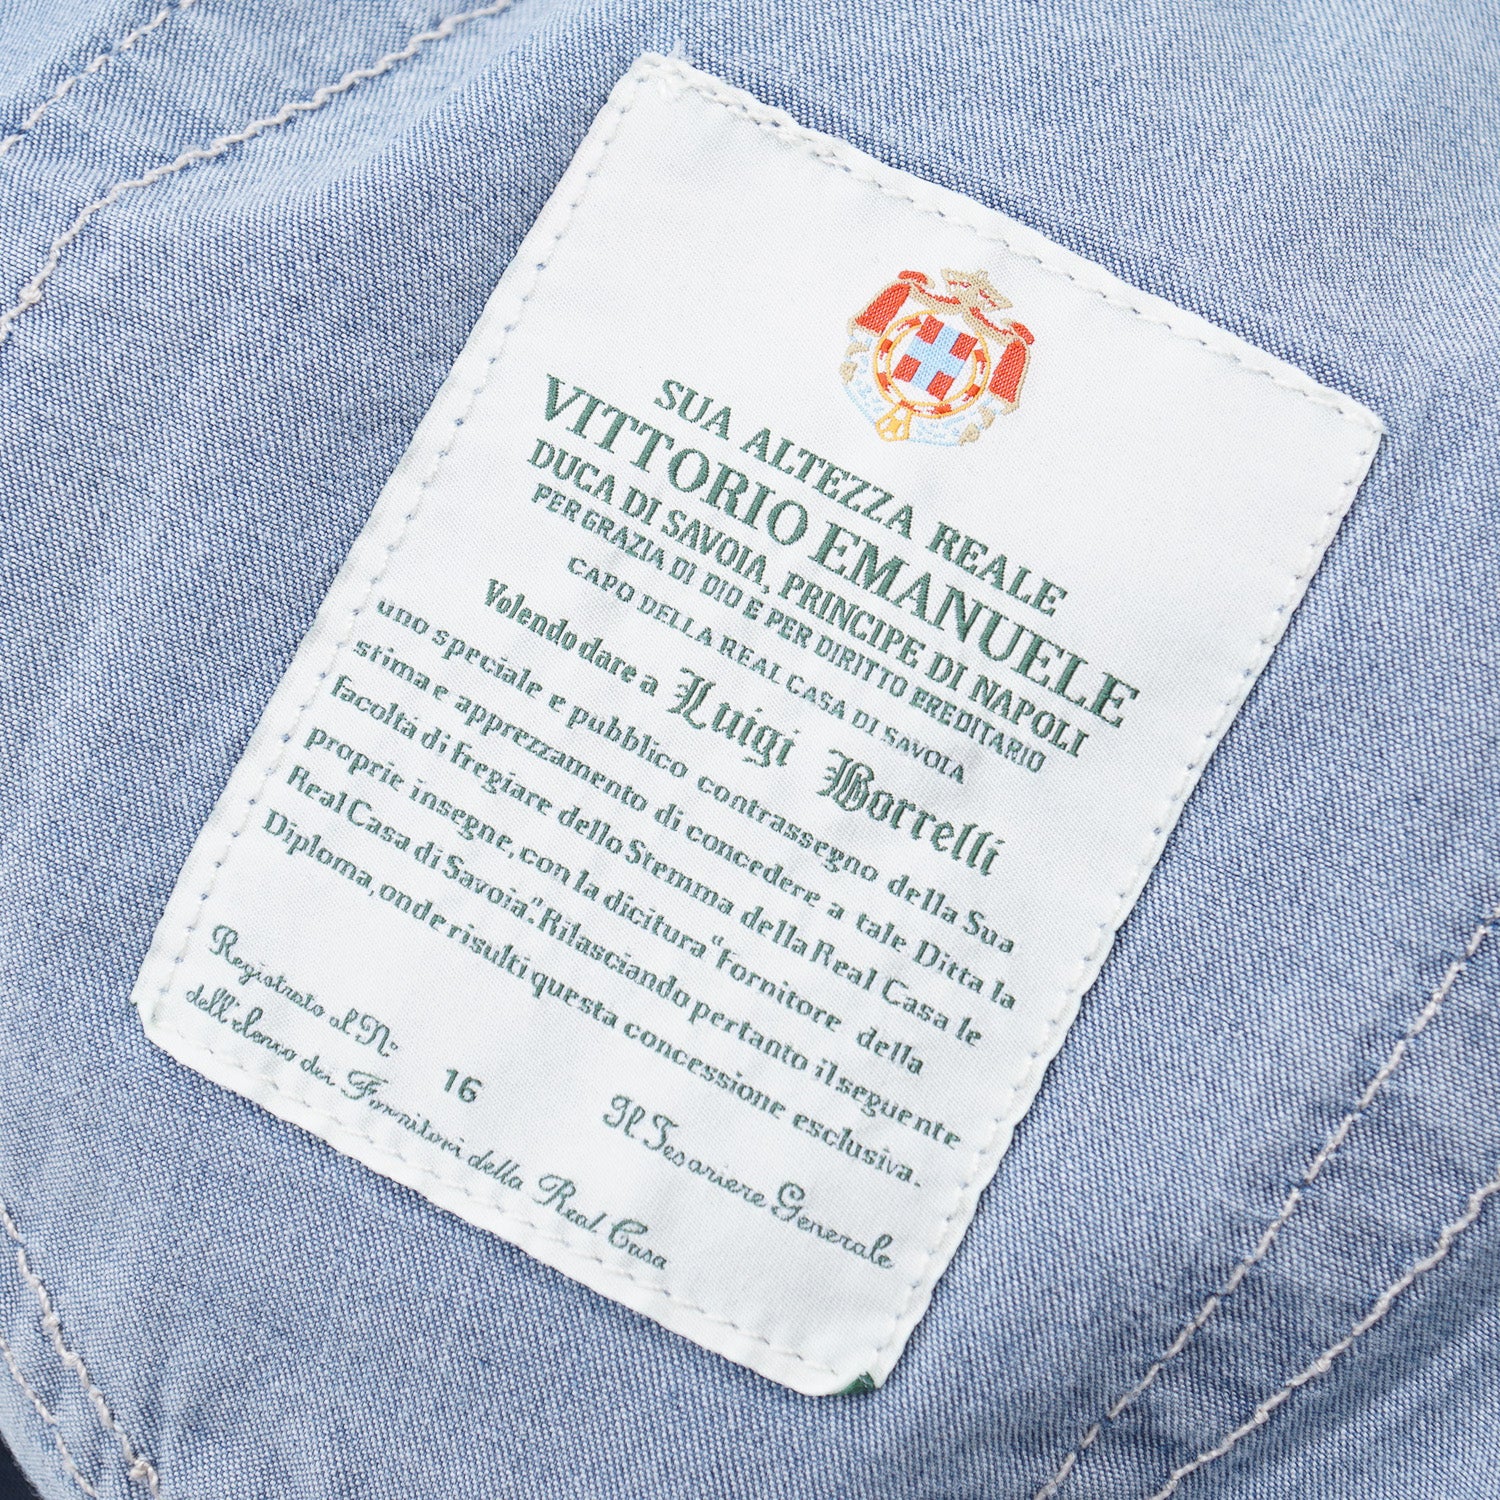 SUA ALTEZZA REALE
VITTORIO EMANUELE
DUCA DI SAVOIA, PRINCIPE DI NAPOLI
PER GRAZIA DI DIO E PER DIRITTO EREDITARIO
CAPO DELLA REAL CASA DI SAVOIA
Volendo dare a Luigi Borrelli
uno speciale e pubblico contrassegno della Sua
stima e apprezzamento di concedere a tale Ditta la
facoltá di fregiare dello Stemma della Real Casa le
proprie insegne, con la dicitura "Fornitore della
Real Casa di Savoia". Rilasciando pertanto il seguente
Diploma, onde risulti questa concessione esclusiva.
Registrato al N° 16
dell'elenco dei Fornitori della Real Casa
Il Tesoriere Generale